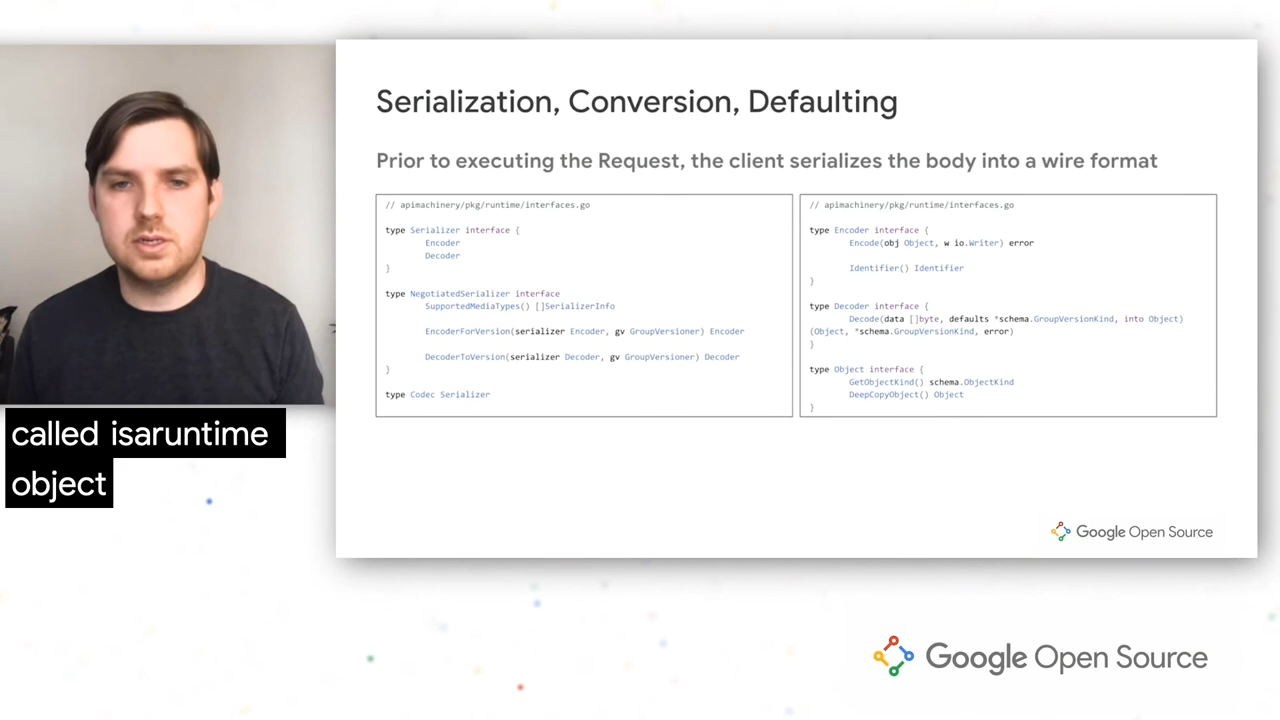 Serialization, Conversion, Defaulting
Prior to executing the Request, the client serializes the body into a wire format
// apimachinery/pkg/runtime/interfaces.go
type Serializer interface {
Encoder
Decoder
}
type NegotiatedSerializer interface
SupportedMediaTypes() []SerializerInfo
EncoderForVersion(serializer Encoder, gv GroupVersioner) Encoder
DecoderToVersion(serializer Decoder, gv GroupVersioner) Decoder
}
type Codec Serializer
// apimachinery/pkg/runtime/interfaces.go
type Encoder interface {
Encode(obj Object, w io.Writer) error
Identifier() Identifier
}
type Decoder interface {
Decode(data []byte, defaults *schema.GroupVersionKind, into Object)
(Object, *schema.GroupVersionKind, error)
}
type Object interface {
GetObjectKind() schema.ObjectKind
DeepCopyObject() Object
}
Google Open Source
called isaruntime
object
Google Open Source